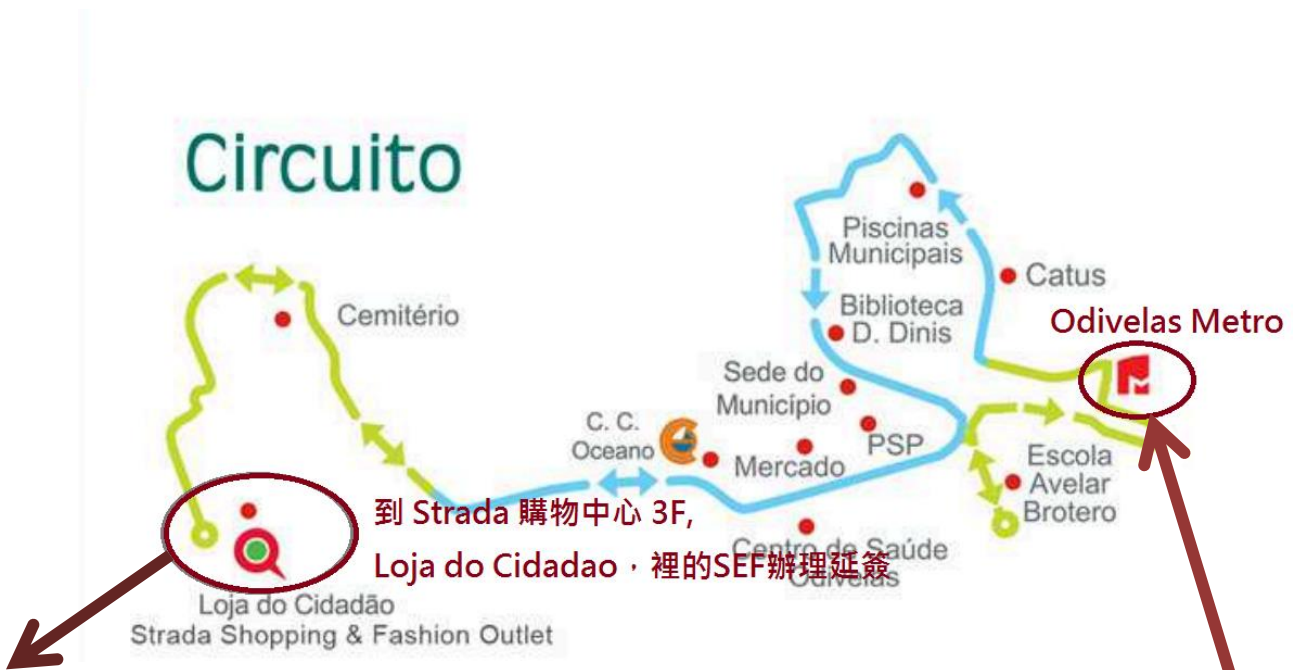 Circuito
Piscinas
Municipais
Catus
Cemitério
Biblioteca
D. Dinis
Odivelas Metro
Sede do
Município
C. C.
Oceano
Mercado
PSP
Escola
Avelar
Brotero
到 Strada 購物中心 3F,
Centro de Saúde
Odivelas
Loja do Cidadao，裡的SEF辦理延簽
Loja do Cidadão
Strada Shopping & Fashion Outlet